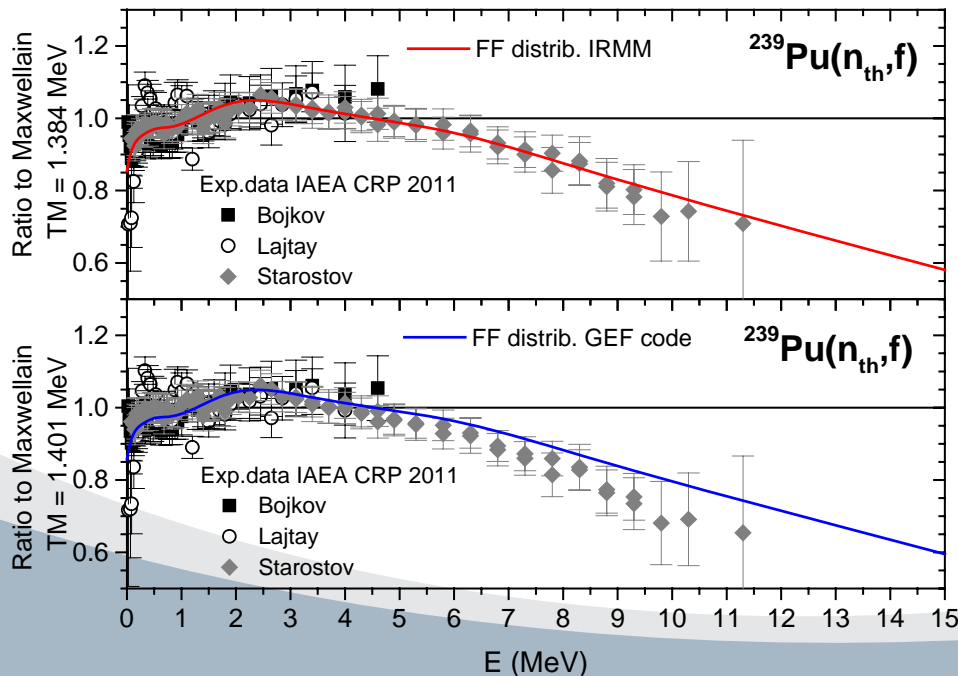 1.2
1.0
0.8
0.6
Ratio to Maxwellain
TM = 1.384 MeV
FF distrib. IRMM
239Pu(nth,f)
Exp.data IAEA CRP 2011
Bojkov
Lajtay
Starostov
1.2
1.0
0.8
0.6
Ratio to Maxwellain
TM = 1.401 MeV
FF distrib. GEF code
239Pu(nth,f)
Exp.data IAEA CRP 2011
Bojkov
Lajtay
Starostov
0 1 2 3 4 5 6 7 8 9 10 11 12 13 14 15
E (MeV)